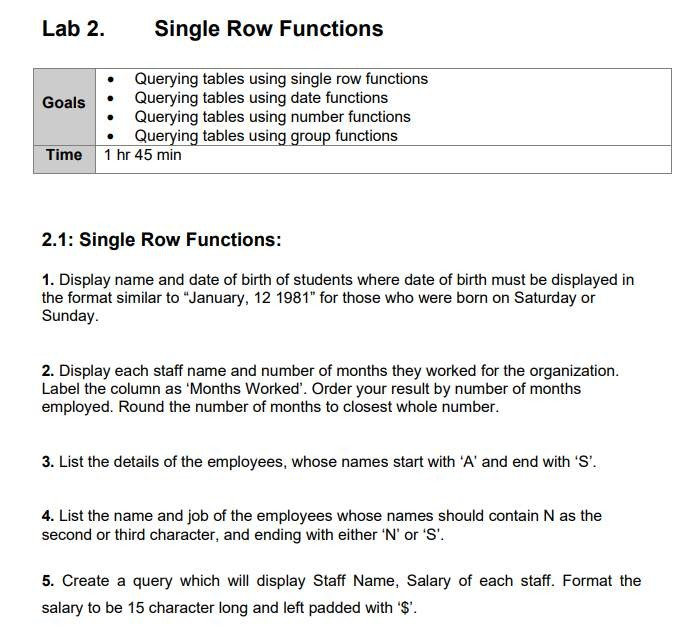 Lab 2. Single Row Functions
Goals
• Querying tables using single row functions
• Querying tables using date functions
• Querying tables using number functions
• Querying tables using group functions
Time 1 hr 45 min
2.1: Single Row Functions:
1. Display name and date of birth of students where date of birth must be displayed in
the format similar to “January, 12 1981” for those who were born on Saturday or
Sunday.
2. Display each staff name and number of months they worked for the organization.
Label the column as ‘Months Worked’. Order your result by number of months
employed. Round the number of months to closest whole number.
3. List the details of the employees, whose names start with ‘A’ and end with ‘S’.
4. List the name and job of the employees whose names should contain N as the
second or third character, and ending with either ‘N’ or ‘S’.
5. Create a query which will display Staff Name, Salary of each staff. Format the
salary to be 15 character long and left padded with ‘$’.